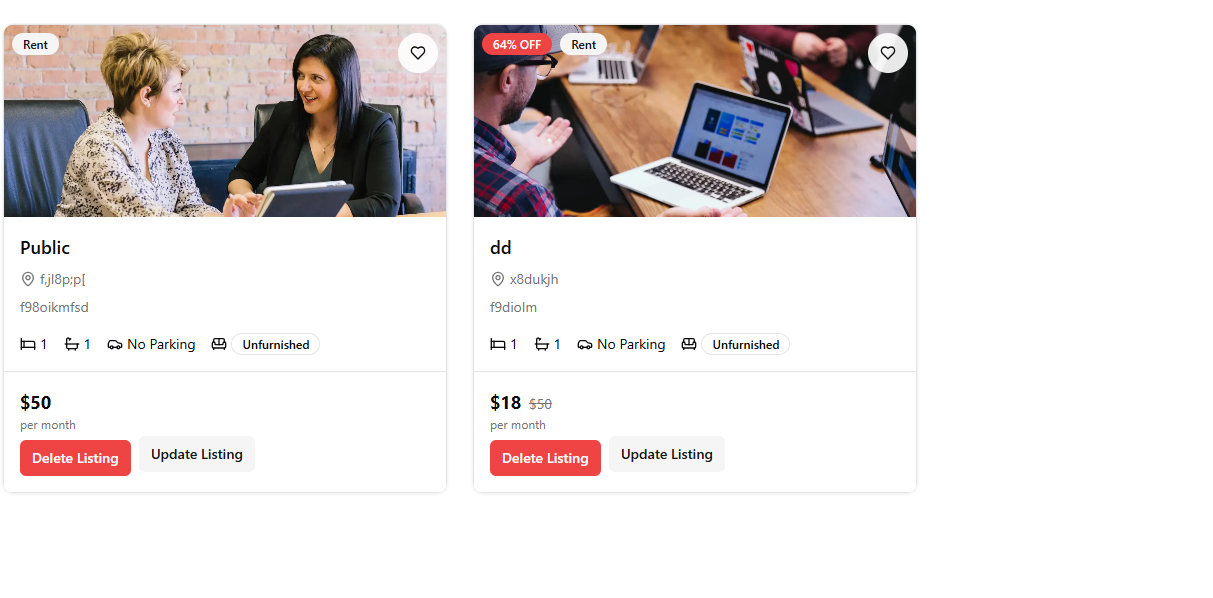 Rent
Public
f,jl8p;p[
f98oikmfsd
1 1 No Parking Unfurnished
$50
per month
Delete Listing Update Listing
64% OFF Rent
dd
x8dukjh
f9diolm
1 1 No Parking Unfurnished
$18 $50
per month
Delete Listing Update Listing